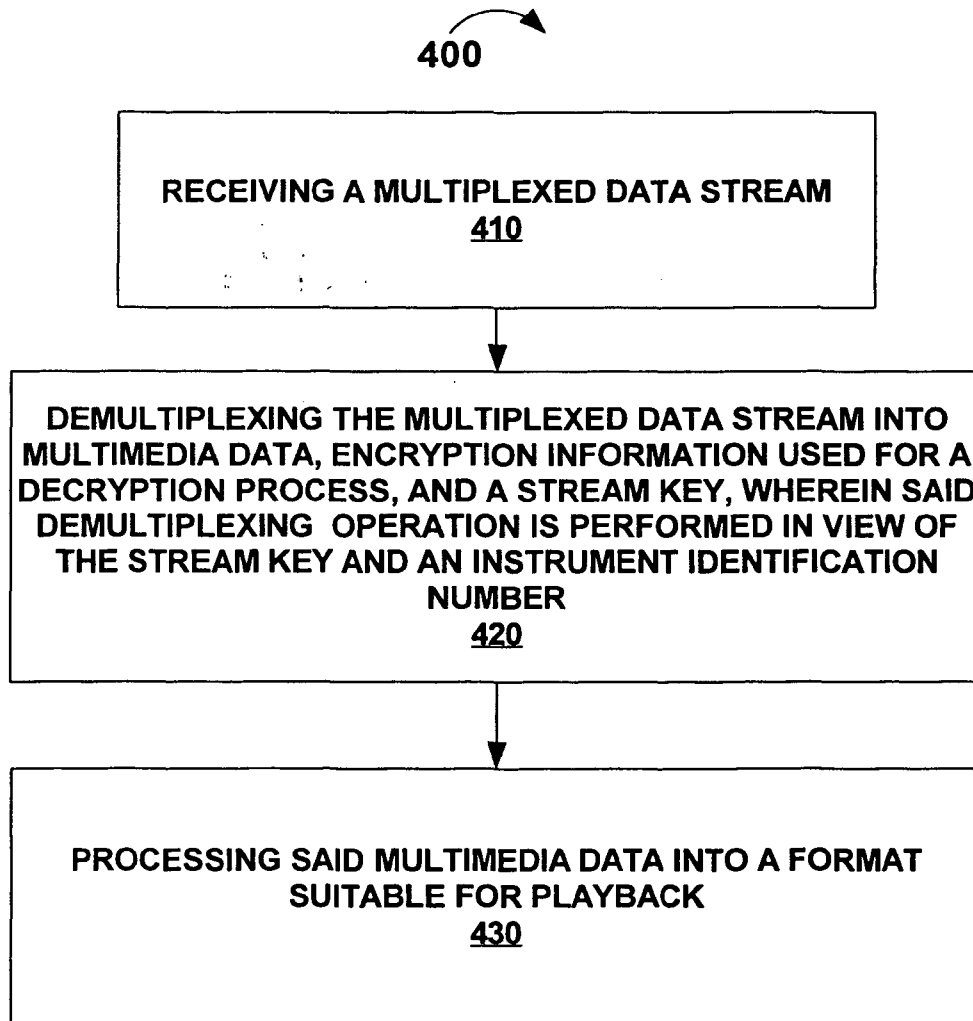 400
RECEIVING A MULTIPLEXED DATA STREAM
410
DEMULTIPLEXING THE MULTIPLEXED DATA STREAM INTO
MULTIMEDIA DATA, ENCRYPTION INFORMATION USED FOR A
DECRYPTION PROCESS, AND A STREAM KEY, WHEREIN SAID
DEMULTIPLEXING OPERATION IS PERFORMED IN VIEW OF
THE STREAM KEY AND AN INSTRUMENT IDENTIFICATION
NUMBER
420
PROCESSING SAID MULTIMEDIA DATA INTO A FORMAT
SUITABLE FOR PLAYBACK
430